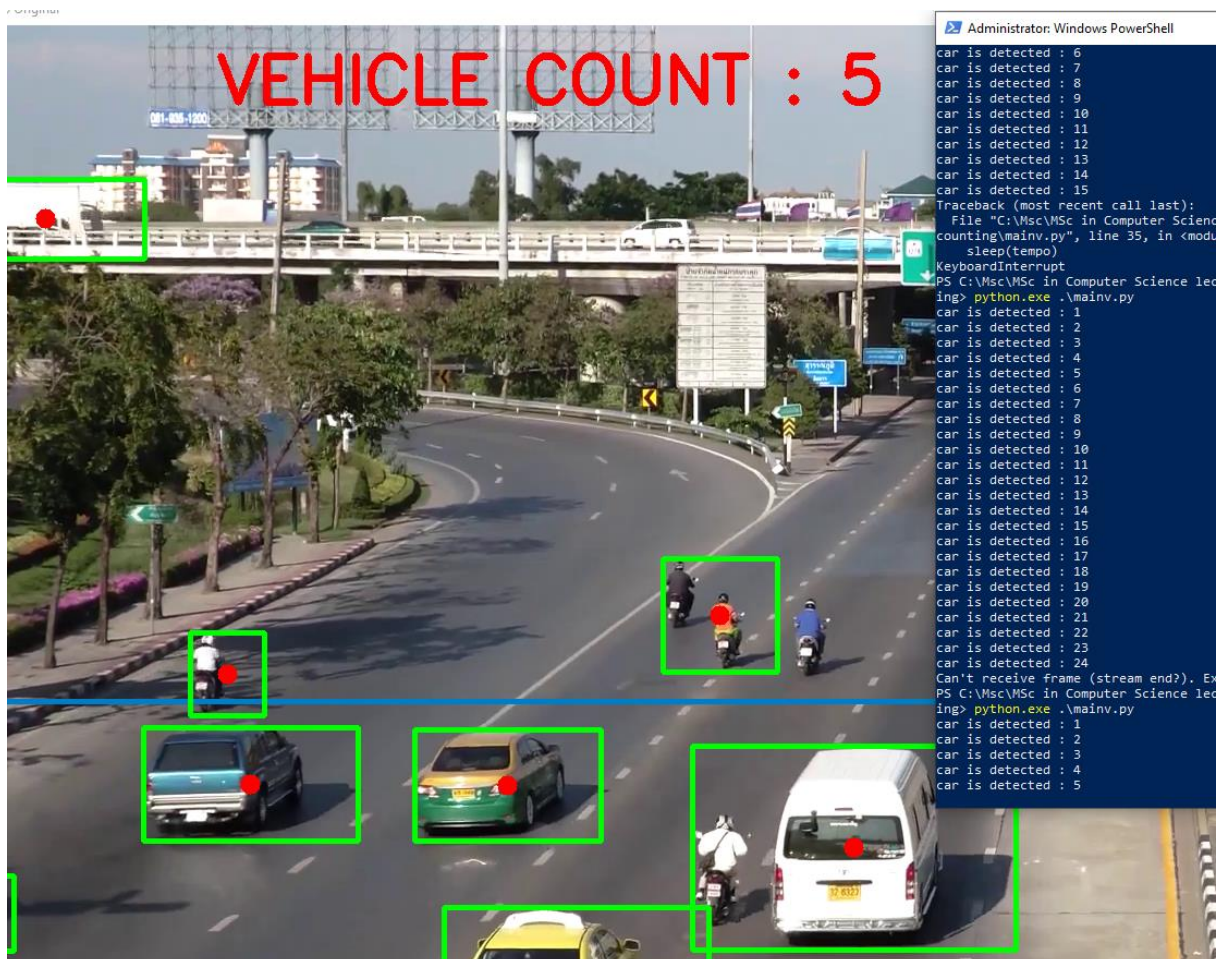 Original
VEHICLE COUNT : 5
081-935-1200
32-6323
Administrator: Windows PowerShell
car is detected : 6
car is detected : 7
car is detected : 8
car is detected : 9
car is detected : 10
car is detected : 11
car is detected : 12
car is detected : 13
car is detected : 14
car is detected : 15
Traceback (most recent call last):
File "C:\Msc\MSc in Computer Scienc
counting\mainv.py", line 35, in <modu
sleep(tempo)
KeyboardInterrupt
PS C:\Msc\MSc in Computer Science lec
ing> python.exe .\mainv.py
car is detected : 1
car is detected : 2
car is detected : 3
car is detected : 4
car is detected : 5
car is detected : 6
car is detected : 7
car is detected : 8
car is detected : 9
car is detected : 10
car is detected : 11
car is detected : 12
car is detected : 13
car is detected : 14
car is detected : 15
car is detected : 16
car is detected : 17
car is detected : 18
car is detected : 19
car is detected : 20
car is detected : 21
car is detected : 22
car is detected : 23
car is detected : 24
Can't receive frame (stream end?). Ex
PS C:\Msc\MSc in Computer Science lec
ing> python.exe .\mainv.py
car is detected : 1
car is detected : 2
car is detected : 3
car is detected : 4
car is detected : 5